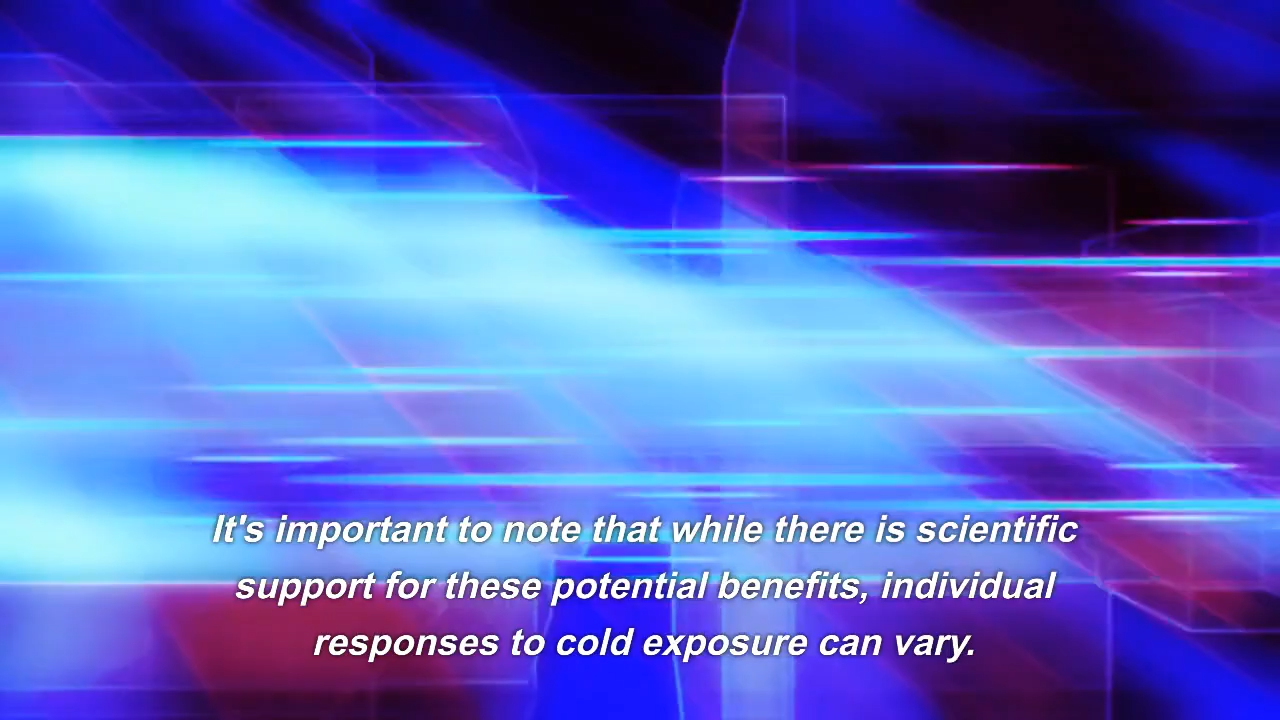 It's important to note that while there is scientific
support for these potential benefits, individual
responses to cold exposure can vary.